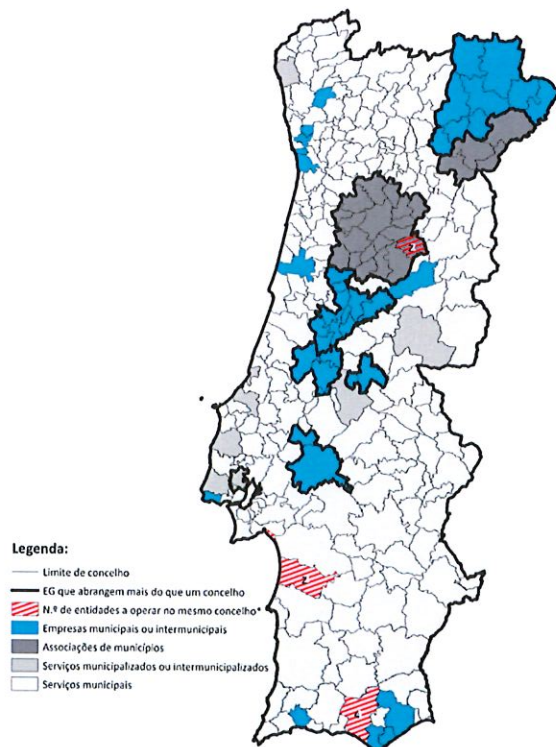 2
2
4
Legenda:
Limite de concelho
EG que abrangem mais do que um concelho
N.º de entidades a operar no mesmo concelho*
Empresas municipais ou intermunicipais
Associações de municípios
Serviços municipalizados ou intermunicipalizados
Serviços municipais